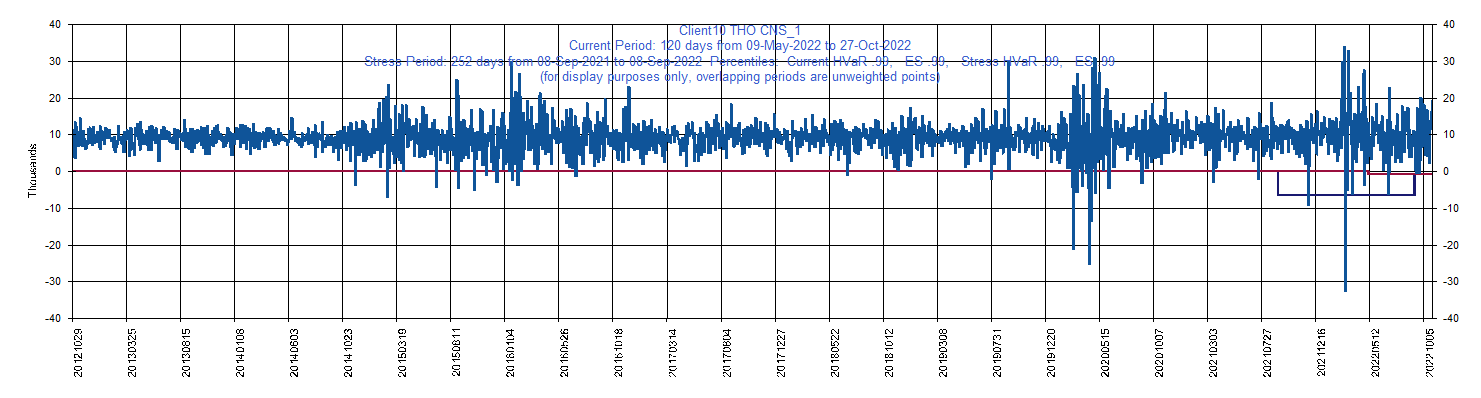 Client10 THO CNS_1
Current Period: 120 days from 09-May-2022 to 27-Oct-2022
Stress Period: 252 days from 08-Sep-2021 to 08-Sep-2022 Percentiles: Current HVaR .99, ES .99, Stress HVaR .99, ES .99
(for display purposes only, overlapping periods are unweighted points)
40 40
30 30
20 20
10 10
0 0
-10 -10
-20 -20
-30 -30
-40 -40
Thousands
20121029 20130325 20130815 20140108 20140603 20141023 20150319 20150811 20160104 20160526 20161018 20170314 20170804 20171227 20180522 20181012 20190308 20190731 20191220 20200515 20201007 20210303 20210727 20211216 20220512 20221005